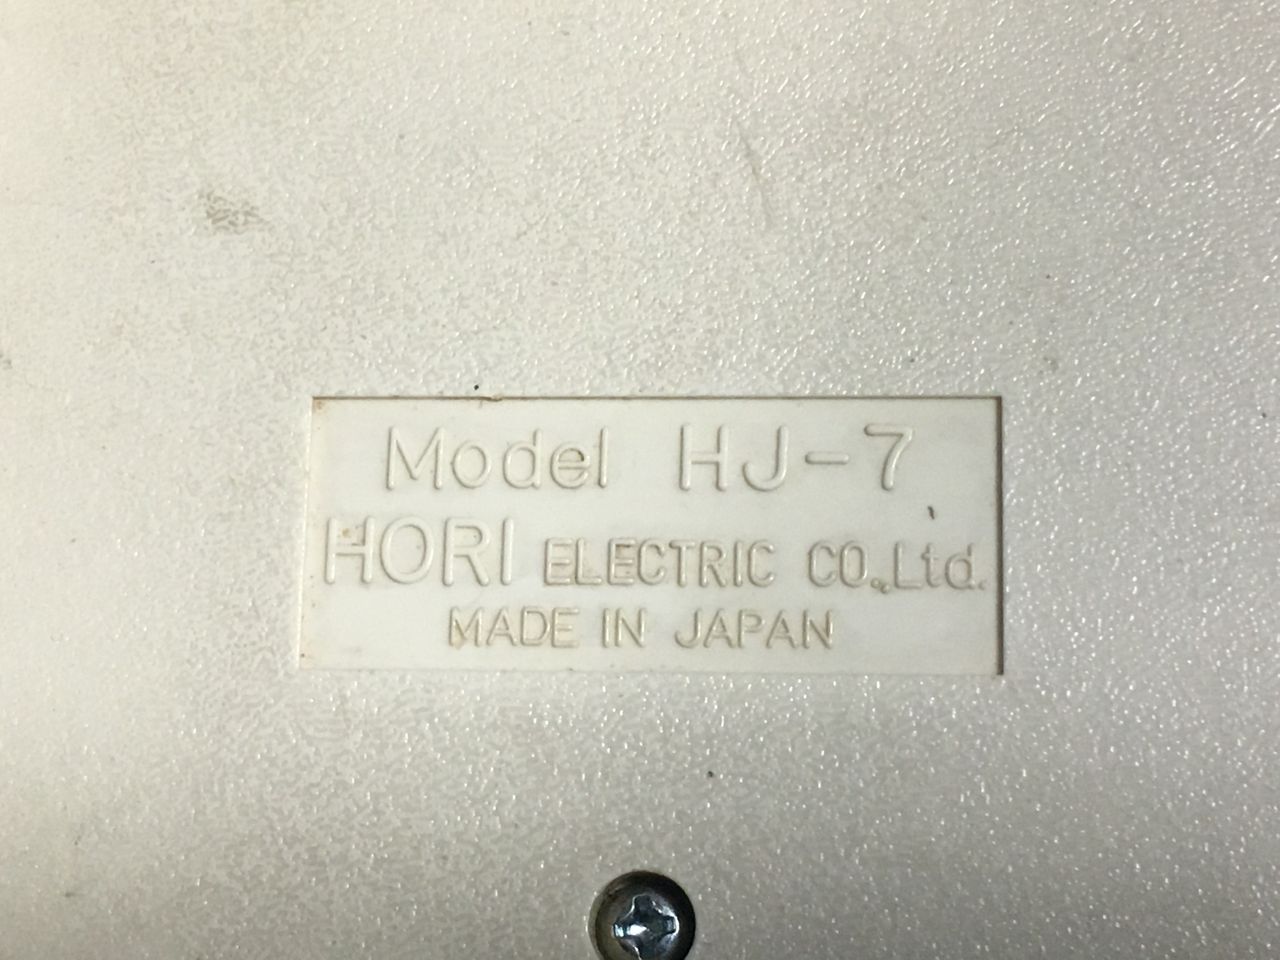 Model HJ-7
HORI ELECTRIC CO.,Ltd.
MADE IN JAPAN